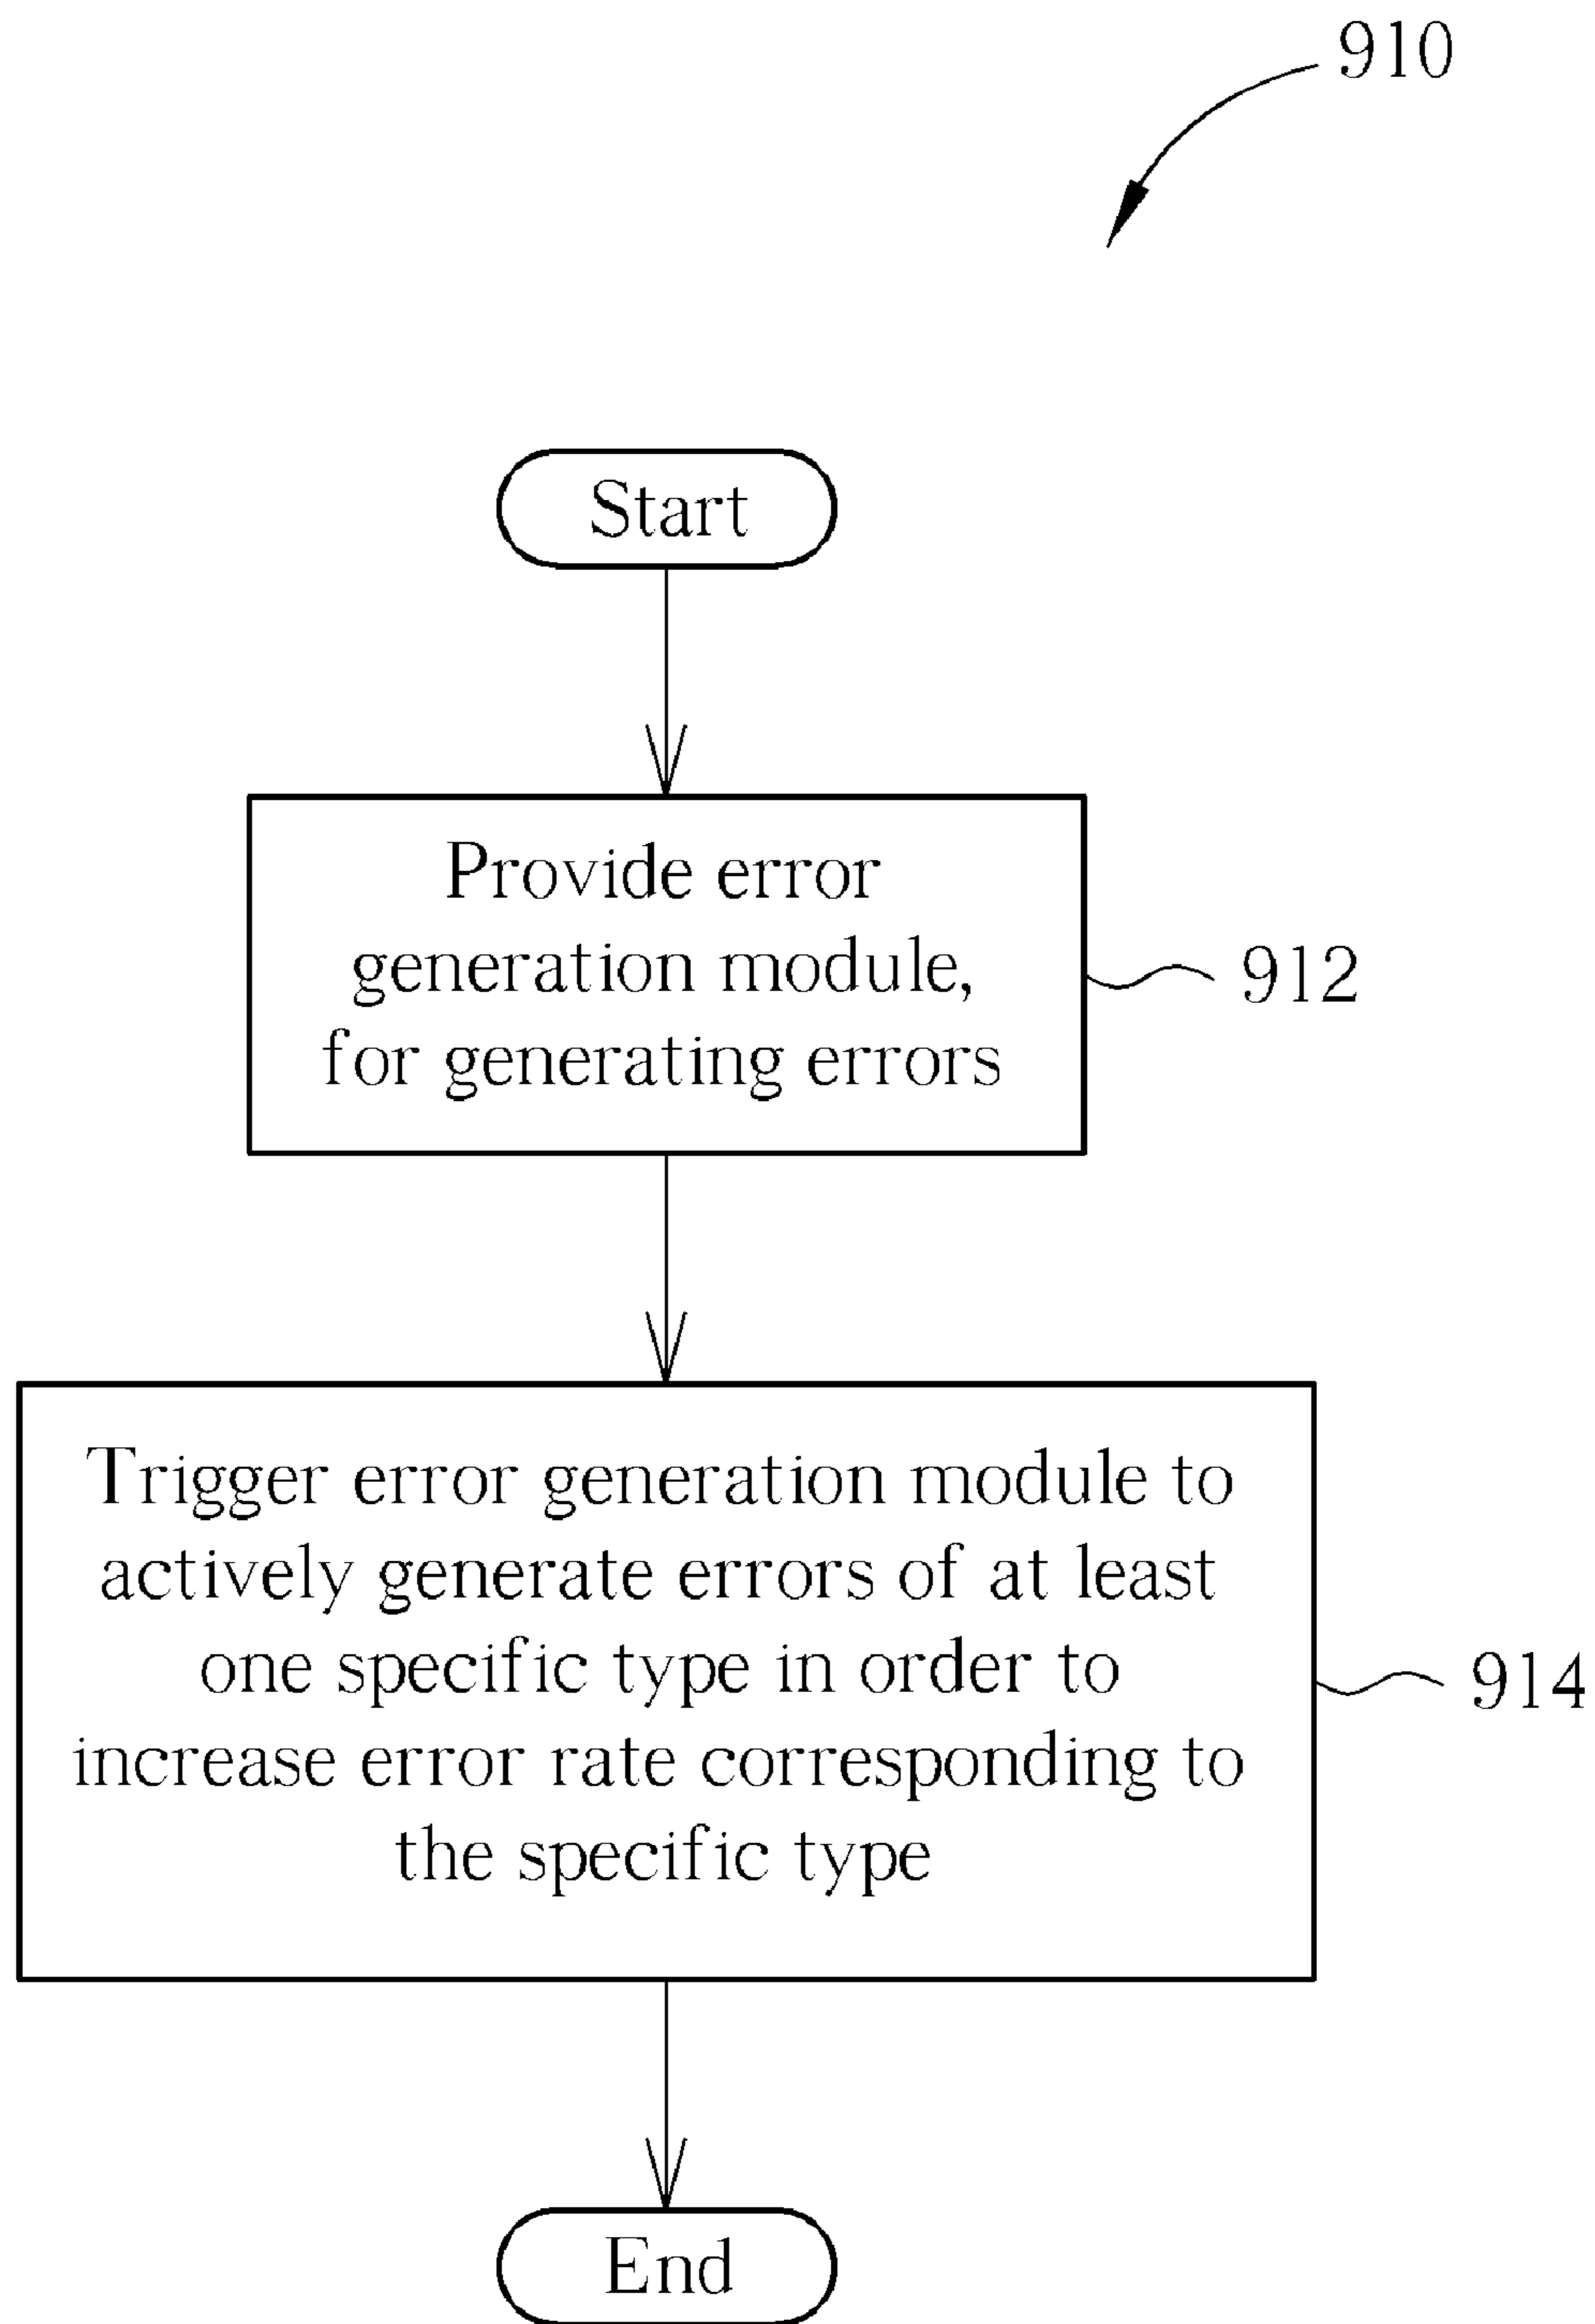 910
Start
Provide error
generation module,
for generating errors
912
Trigger error generation module to
actively generate errors of at least
one specific type in order to
increase error rate corresponding to
the specific type
914
End